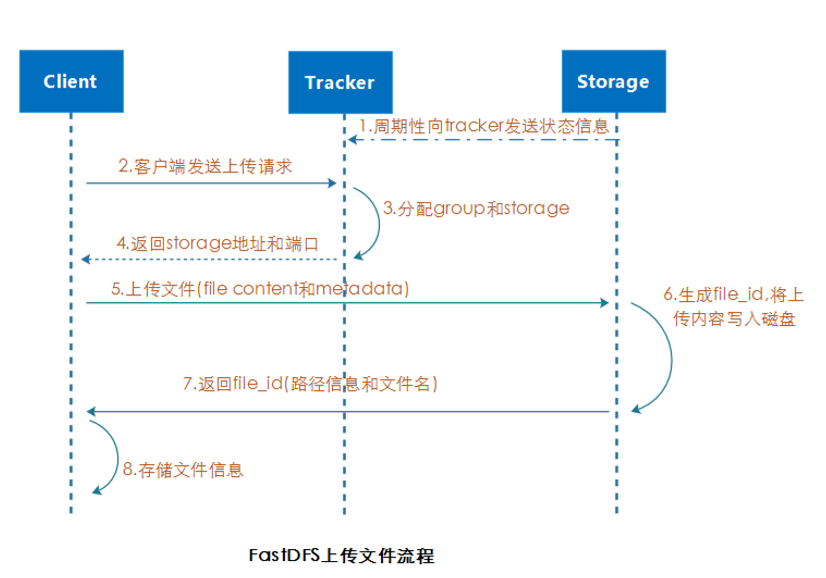 Client
Tracker
Storage
1.周期性向tracker发送状态信息
2.客户端发送上传请求
3.分配group和storage
4.返回storage地址和端口
5.上传文件(file content和metadata)
6.生成file_id,将上
传内容写入磁盘
7.返回file_id(路径信息和文件名)
8.存储文件信息
FastDFS上传文件流程